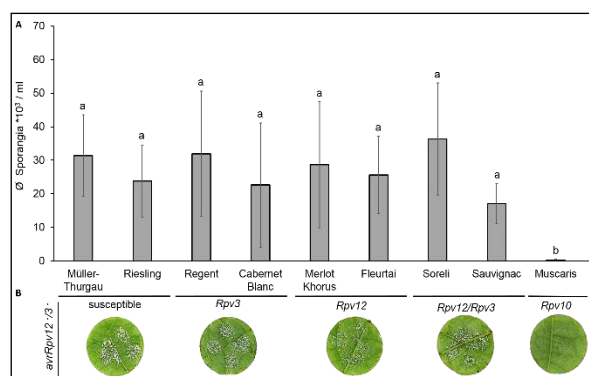 A
70
60
50
40
30
20
10
0
Ø Sporangia *10³ / ml
a
a
a
a
a
a
a
a
b
Müller-
Thurgau
Riesling
Regent
Cabernet
Blanc
Merlot
Khorus
Fleurtai
Soreli
Sauvignac
Muscaris
B
susceptible
Rpv3
Rpv12
Rpv12/Rpv3
Rpv10
avrRpv12⁻/3⁻